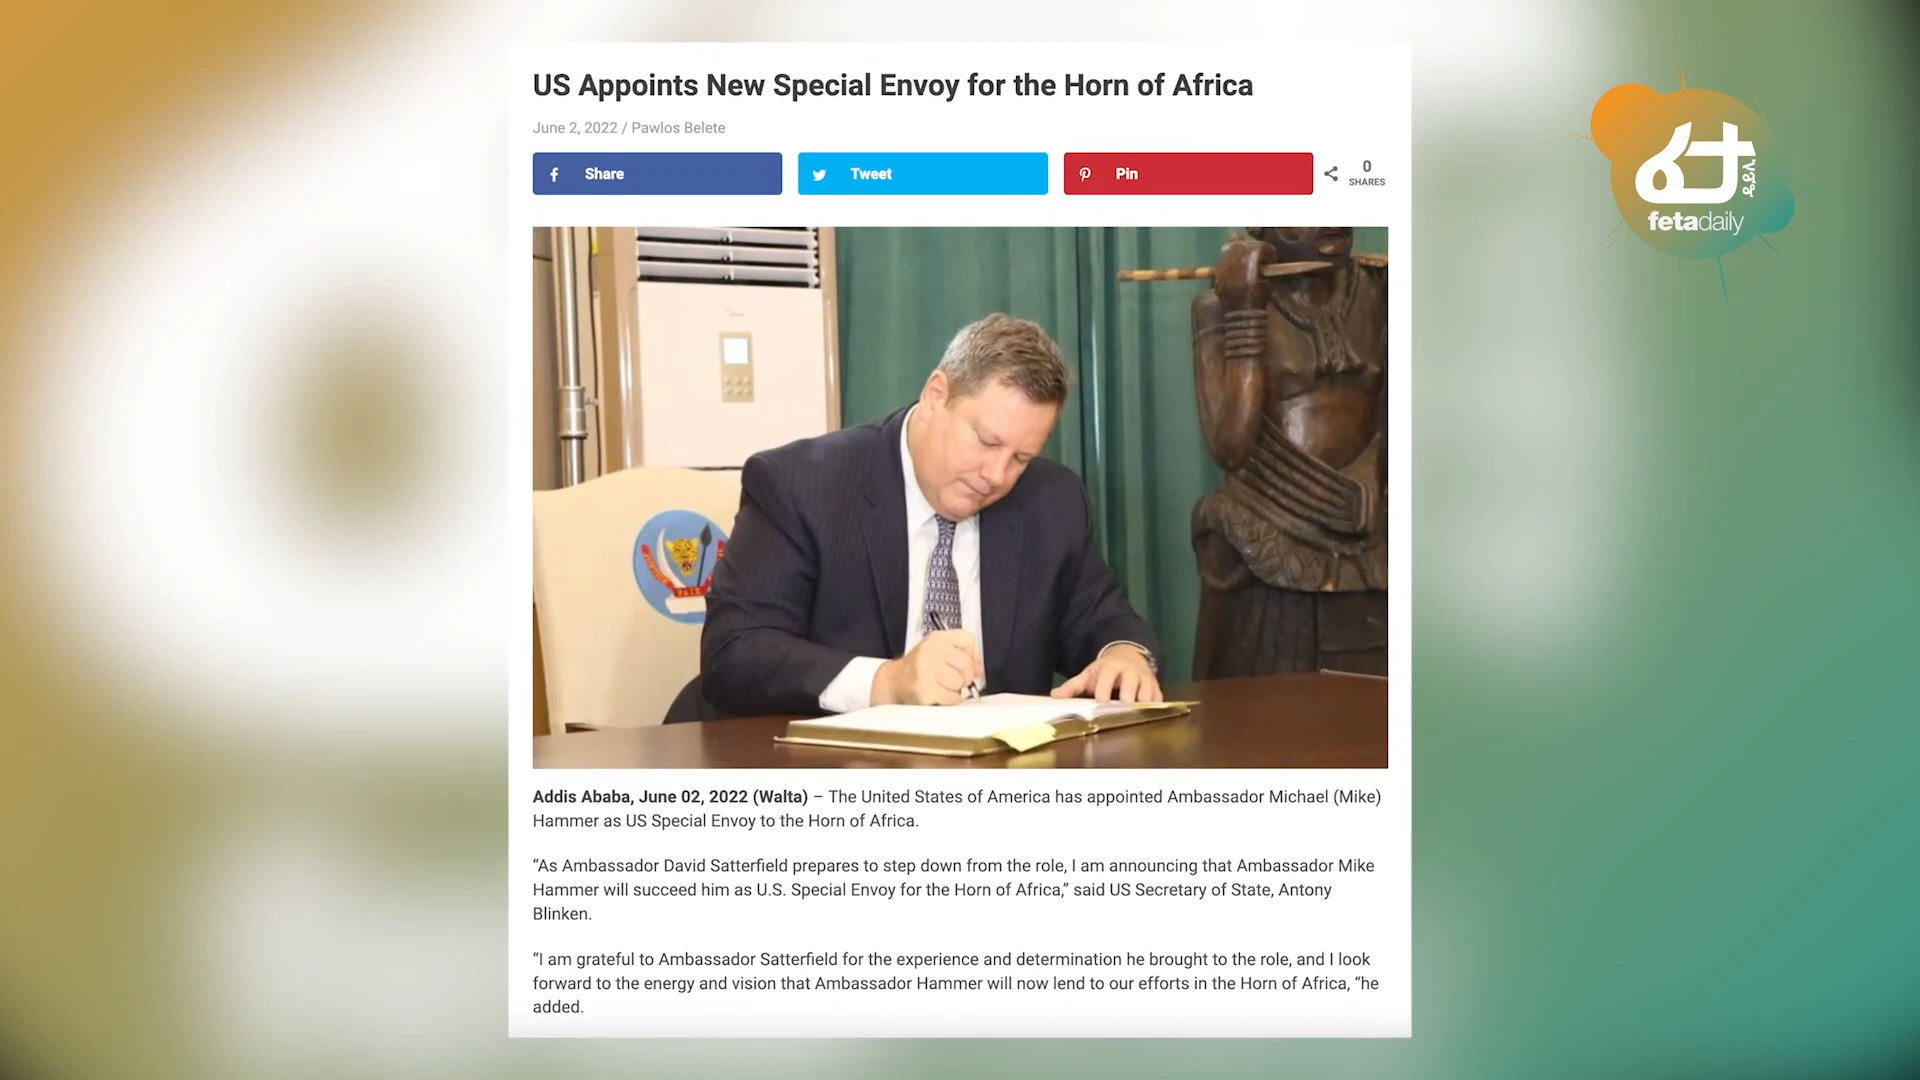 US Appoints New Special Envoy for the Horn of Africa
June 2, 2022 / Pawlos Belete
Share
Tweet
Pin
0
SHARES
ፈታ
fetadaily
JUSTICE
PAIX
Addis Ababa, June 02, 2022 (Walta) – The United States of America has appointed Ambassador Michael (Mike)
Hammer as US Special Envoy to the Horn of Africa.
“As Ambassador David Satterfield prepares to step down from the role, I am announcing that Ambassador Mike
Hammer will succeed him as U.S. Special Envoy for the Horn of Africa,” said US Secretary of State, Antony
Blinken.
“I am grateful to Ambassador Satterfield for the experience and determination he brought to the role, and I look
forward to the energy and vision that Ambassador Hammer will now lend to our efforts in the Horn of Africa, “he
added.